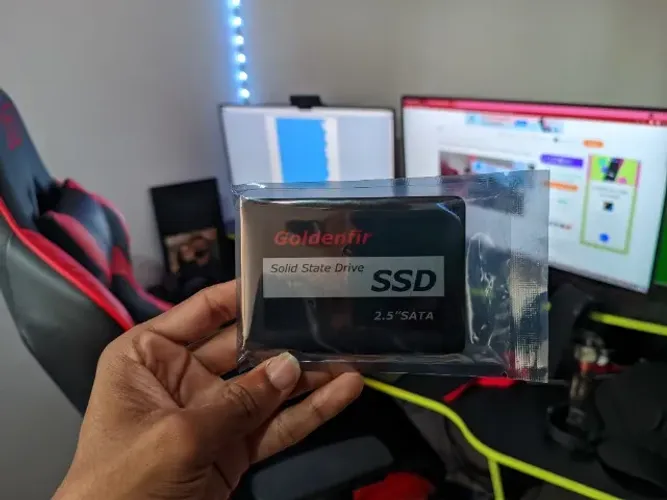 Goldenfir
Solid State Drive
SSD
2.5"SATA